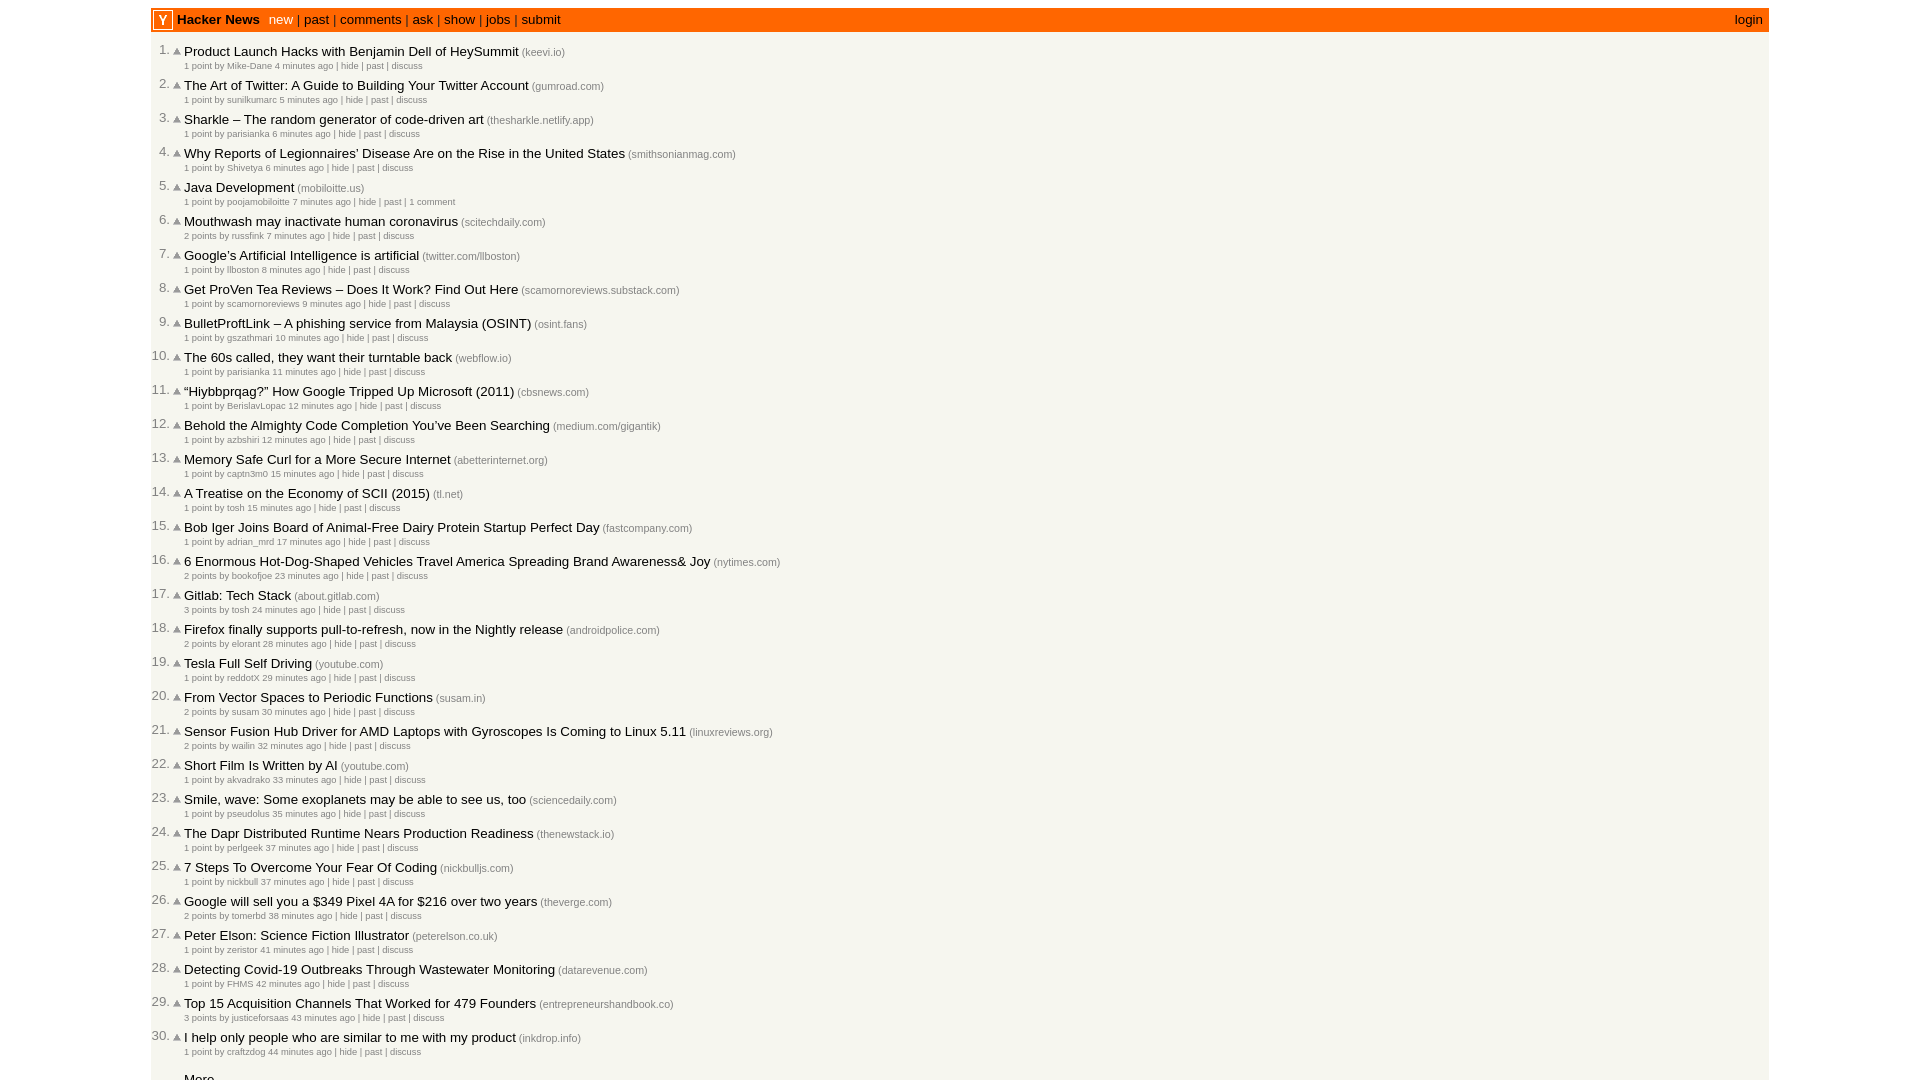 Y Hacker News new | past | comments | ask | show | jobs | submit login
1. Product Launch Hacks with Benjamin Dell of HeySummit (keevi.io)
1 point by Mike-Dane 4 minutes ago | hide | past | discuss
2. The Art of Twitter: A Guide to Building Your Twitter Account (gumroad.com)
1 point by sunilkumarc 5 minutes ago | hide | past | discuss
3. Sharkle – The random generator of code-driven art (thesharkle.netlify.app)
1 point by parisianka 6 minutes ago | hide | past | discuss
4. Why Reports of Legionnaires’ Disease Are on the Rise in the United States (smithsonianmag.com)
1 point by Shivetya 6 minutes ago | hide | past | discuss
5. Java Development (mobiloitte.us)
1 point by poojamobiloitte 7 minutes ago | hide | past | 1 comment
6. Mouthwash may inactivate human coronavirus (scitechdaily.com)
2 points by russfink 7 minutes ago | hide | past | discuss
7. Google’s Artificial Intelligence is artificial (twitter.com/llboston)
1 point by llboston 8 minutes ago | hide | past | discuss
8. Get ProVen Tea Reviews – Does It Work? Find Out Here (scamornoreviews.substack.com)
1 point by scamornoreviews 9 minutes ago | hide | past | discuss
9. BulletProftLink – A phishing service from Malaysia (OSINT) (osint.fans)
1 point by gszathmari 10 minutes ago | hide | past | discuss
10. The 60s called, they want their turntable back (webflow.io)
1 point by parisianka 11 minutes ago | hide | past | discuss
11. “Hiybbprqag?” How Google Tripped Up Microsoft (2011) (cbsnews.com)
1 point by BerislavLopac 12 minutes ago | hide | past | discuss
12. Behold the Almighty Code Completion You’ve Been Searching (medium.com/gigantik)
1 point by azbshiri 12 minutes ago | hide | past | discuss
13. Memory Safe Curl for a More Secure Internet (abetterinternet.org)
1 point by captn3m0 15 minutes ago | hide | past | discuss
14. A Treatise on the Economy of SCII (2015) (tl.net)
1 point by tosh 15 minutes ago | hide | past | discuss
15. Bob Iger Joins Board of Animal-Free Dairy Protein Startup Perfect Day (fastcompany.com)
1 point by adrian_mrd 17 minutes ago | hide | past | discuss
16. 6 Enormous Hot-Dog-Shaped Vehicles Travel America Spreading Brand Awareness& Joy (nytimes.com)
2 points by bookofjoe 23 minutes ago | hide | past | discuss
17. Gitlab: Tech Stack (about.gitlab.com)
3 points by tosh 24 minutes ago | hide | past | discuss
18. Firefox finally supports pull-to-refresh, now in the Nightly release (androidpolice.com)
2 points by elorant 28 minutes ago | hide | past | discuss
19. Tesla Full Self Driving (youtube.com)
1 point by reddotX 29 minutes ago | hide | past | discuss
20. From Vector Spaces to Periodic Functions (susam.in)
2 points by susam 30 minutes ago | hide | past | discuss
21. Sensor Fusion Hub Driver for AMD Laptops with Gyroscopes Is Coming to Linux 5.11 (linuxreviews.org)
2 points by wailin 32 minutes ago | hide | past | discuss
22. Short Film Is Written by AI (youtube.com)
1 point by akvadrako 33 minutes ago | hide | past | discuss
23. Smile, wave: Some exoplanets may be able to see us, too (sciencedaily.com)
1 point by pseudolus 35 minutes ago | hide | past | discuss
24. The Dapr Distributed Runtime Nears Production Readiness (thenewstack.io)
1 point by perlgeek 37 minutes ago | hide | past | discuss
25. 7 Steps To Overcome Your Fear Of Coding (nickbulljs.com)
1 point by nickbull 37 minutes ago | hide | past | discuss
26. Google will sell you a $349 Pixel 4A for $216 over two years (theverge.com)
2 points by tomerbd 38 minutes ago | hide | past | discuss
27. Peter Elson: Science Fiction Illustrator (peterelson.co.uk)
1 point by zeristor 41 minutes ago | hide | past | discuss
28. Detecting Covid-19 Outbreaks Through Wastewater Monitoring (datarevenue.com)
1 point by FHMS 42 minutes ago | hide | past | discuss
29. Top 15 Acquisition Channels That Worked for 479 Founders (entrepreneurshandbook.co)
3 points by justiceforsaas 43 minutes ago | hide | past | discuss
30. I help only people who are similar to me with my product (inkdrop.info)
1 point by craftzdog 44 minutes ago | hide | past | discuss
More